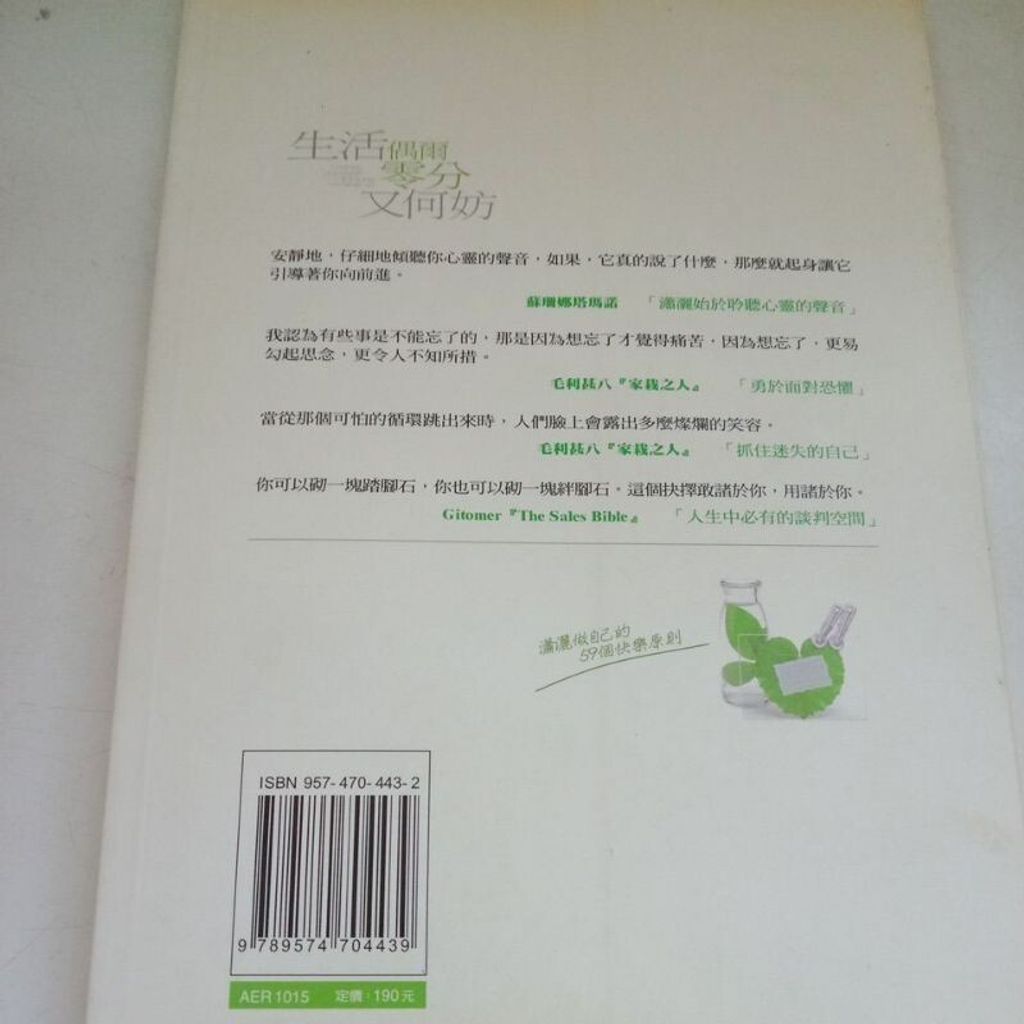 生活偶爾
零分
又何妨
安靜地，仔細地傾聽你心靈的聲音，如果，它真的說了什麼，那麼就起身讓它
引導著你向前進。
蘇珊娜塔瑪諾 「瀟灑始於聆聽心靈的聲音」
我認為有些事是不能忘了的，那是因為想忘了才覺得痛苦，因為想忘了，更易
勾起思念，更令人不知所措。
毛利甚八『家栽之人』 「勇於面對恐懼」
當從那個可怕的循環跳出來時，人們臉上會露出多麼燦爛的笑容。
毛利甚八『家栽之人』 「抓住迷失的自己」
你可以砌一塊踏腳石，你也可以砌一塊絆腳石。這個抉擇敢諸於你，用諸於你。
Gitomer『The Sales Bible』 「人生中必有的談判空間」
瀟灑做自己的
59個快樂原則
ISBN 957-470-443-2
9 789574 704439
AER1015 定價：190元